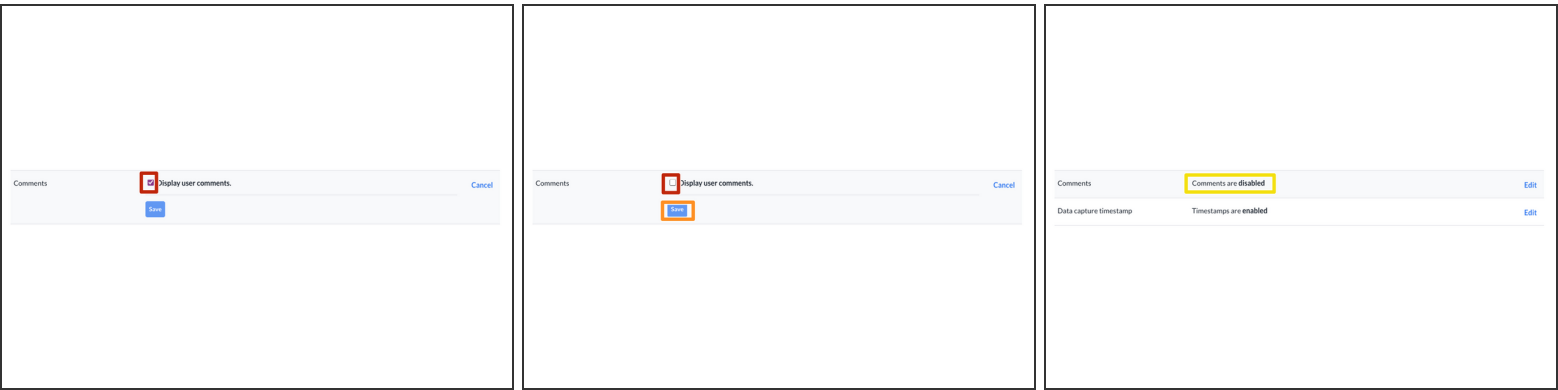 Comments Display user comments. Cancel
Save
Comments Display user comments. Cancel
Save
Comments Comments are disabled Edit
Data capture timestamp Timestamps are enabled Edit